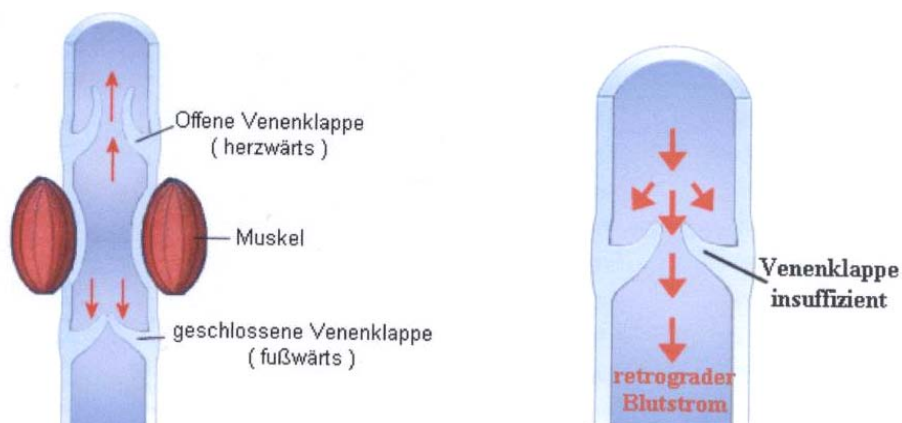 Offene Venenklappe
( herzwärts )
Muskel
geschlossene Venenklappe
( fußwärts )
Venenklappe
insuffizient
retrograder
Blutstrom